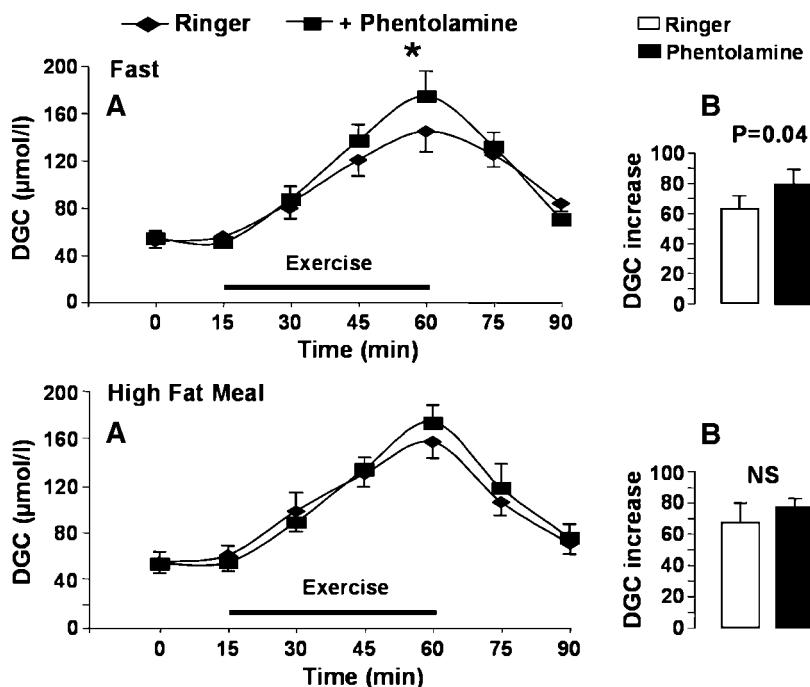 Ringer + Phentolamine
*
Ringer
Phentolamine
Fast
A
DGC (µmol/l)
200
160
120
80
40
0
Exercise
0 15 30 45 60 75 90
Time (min)
B
P=0.04
DGC increase
100
80
60
40
20
0
High Fat Meal
A
DGC (µmol/l)
200
160
120
80
40
0
Exercise
0 15 30 45 60 75 90
Time (min)
B
NS
DGC increase
100
80
60
40
20
0